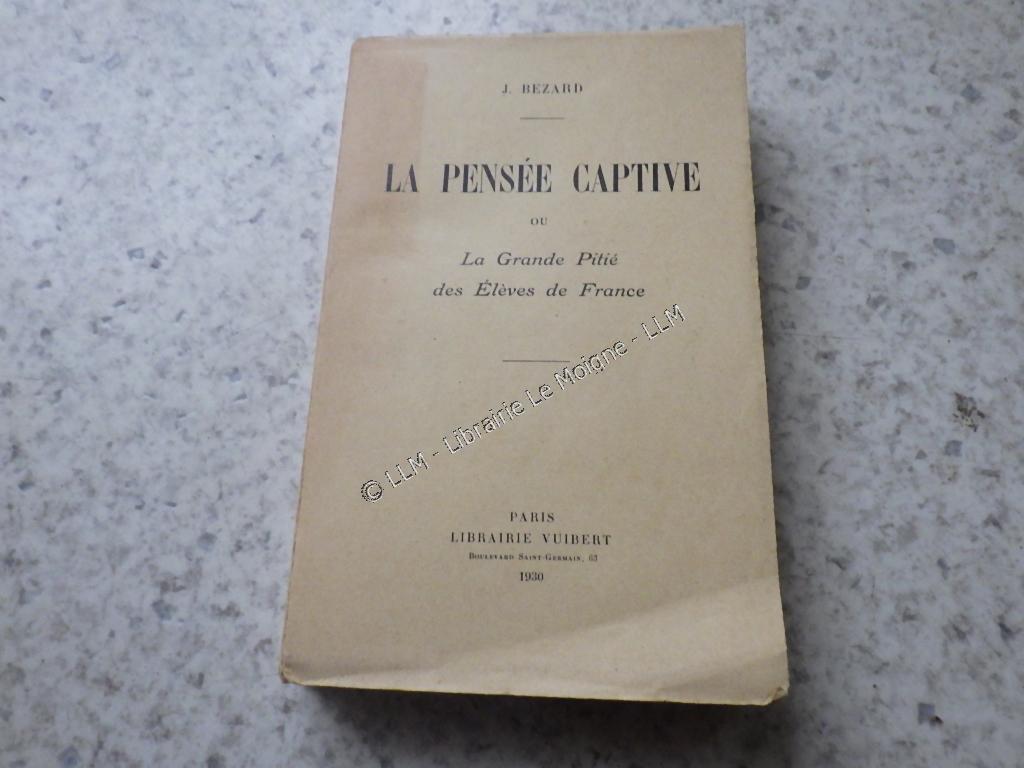 J. BEZARD
LA PENSÉE CAPTIVE
OU
La Grande Pitié
des Élèves de France
© LLM - Librairie Le Moigne - LLM
PARIS
LIBRAIRIE VUIBERT
BOULEVARD SAINT-GERMAIN, 63
1930